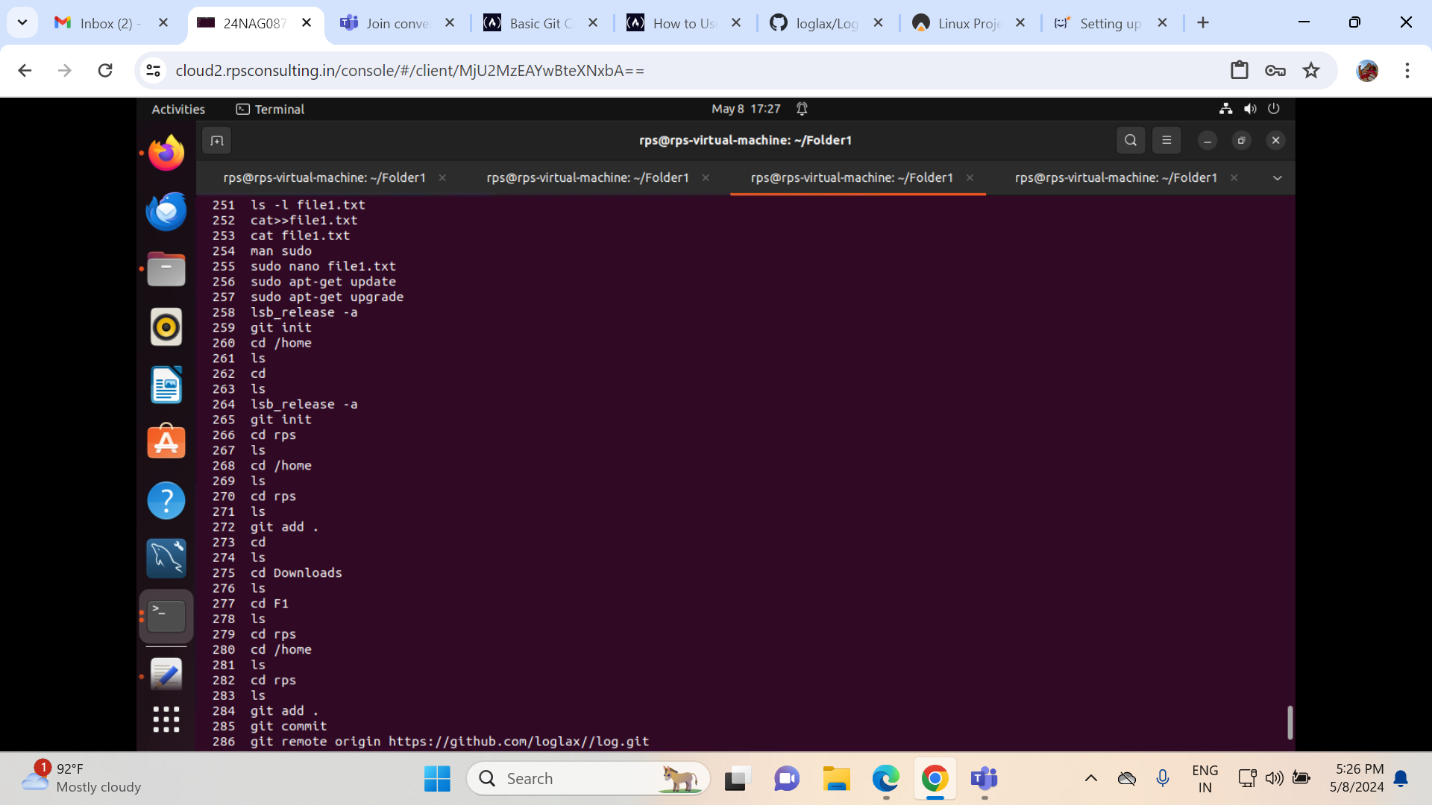 Inbox (2) -
24NAG087
Join conve
Basic Git C
How to Us
loglax/Log
Linux Proje
Setting up
cloud2.rpsconsulting.in/console/#/client/MjU2MzEAYwBteXNxbA==
Activities
Terminal
May 8 17:27
rps@rps-virtual-machine: ~/Folder1
rps@rps-virtual-machine: ~/Folder1
rps@rps-virtual-machine: ~/Folder1
rps@rps-virtual-machine: ~/Folder1
rps@rps-virtual-machine: ~/Folder1
251 ls -l file1.txt
252 cat>>file1.txt
253 cat file1.txt
254 man sudo
255 sudo nano file1.txt
256 sudo apt-get update
257 sudo apt-get upgrade
258 lsb_release -a
259 git init
260 cd /home
261 ls
262 cd
263 ls
264 lsb_release -a
265 git init
266 cd rps
267 ls
268 cd /home
269 ls
270 cd rps
271 ls
272 git add .
273 cd
274 ls
275 cd Downloads
276 ls
277 cd F1
278 ls
279 cd rps
280 cd /home
281 ls
282 cd rps
283 ls
284 git add .
285 git commit
286 git remote origin https://github.com/loglax//log.git
1
92°F
Mostly cloudy
Search
ENG
IN
5:26 PM
5/8/2024